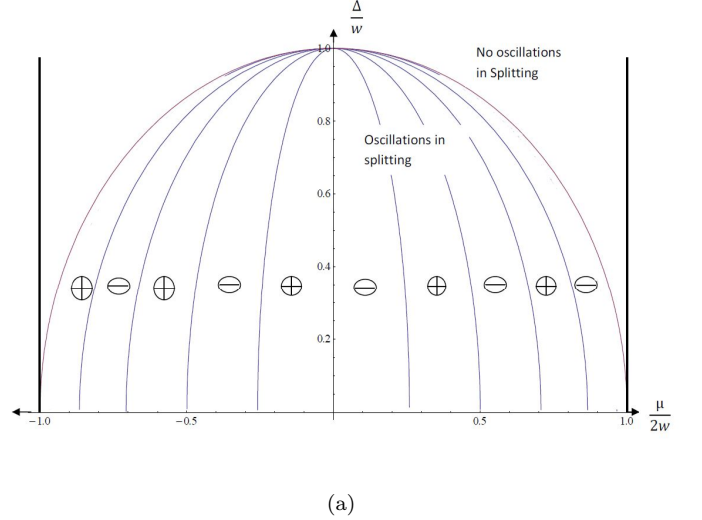 Δ
w
1.0
No oscillations
in Splitting
0.8
Oscillations in
splitting
0.6
0.4
0.2
−1.0
−0.5
0.5
1.0
μ
2w
(a)